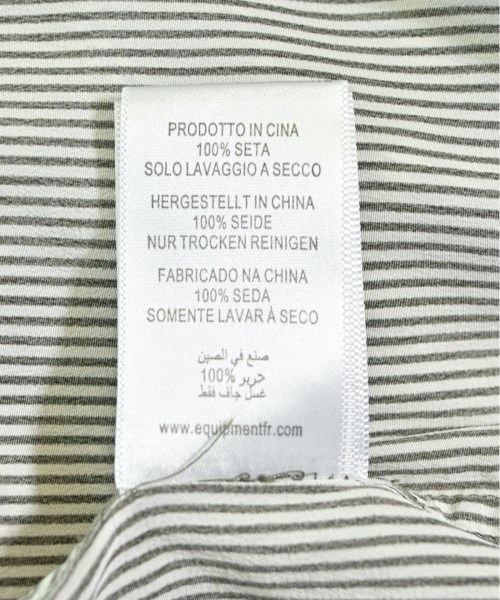 PRODOTTO IN CINA
100% SETA
SOLO LAVAGGIO A SECCO
HERGESTELLT IN CHINA
100% SEIDE
NUR TROCKEN REINIGEN
FABRICADO NA CHINA
100% SEDA
SOMENTE LAVAR À SECO
صنع في الصين
حرير 100%
غسل جاف فقط
www.equipmentfr.com